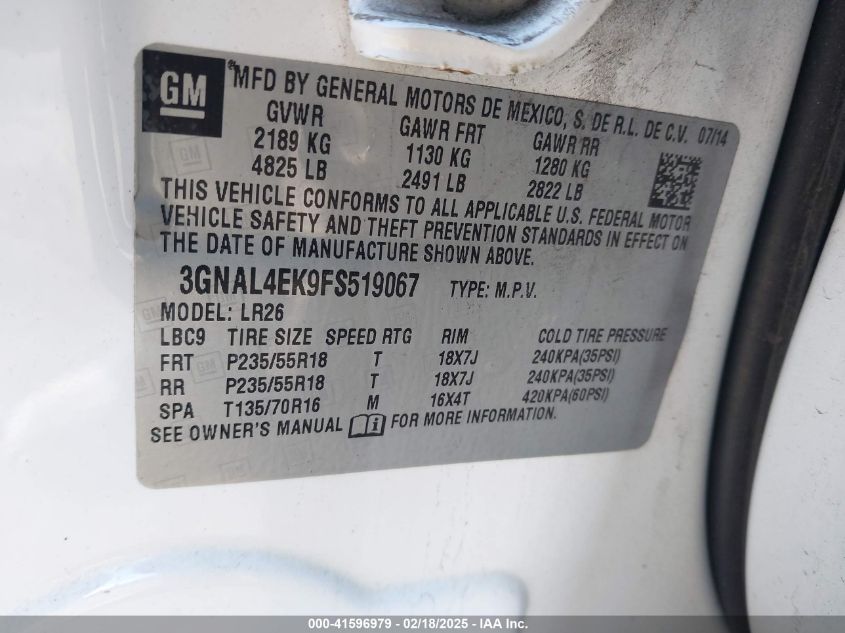 GM
MFD BY GENERAL MOTORS DE MEXICO, S. DE R.L. DE C.V. 07/14
GVWR GAWR FRT GAWR RR
2189 KG 1130 KG 1280 KG
4825 LB 2491 LB 2822 LB
THIS VEHICLE CONFORMS TO ALL APPLICABLE U.S. FEDERAL MOTOR
VEHICLE SAFETY AND THEFT PREVENTION STANDARDS IN EFFECT ON
THE DATE OF MANUFACTURE SHOWN ABOVE.
3GNAL4EK9FS519067 TYPE: M.P.V.
MODEL: LR26
LBC9 TIRE SIZE SPEED RTG RIM COLD TIRE PRESSURE
FRT P235/55R18 T 18X7J 240KPA(35PSI)
RR P235/55R18 T 18X7J 240KPA(35PSI)
SPA T135/70R16 M 16X4T 420KPA(60PSI)
SEE OWNER'S MANUAL i FOR MORE INFORMATION.
000-41596979 - 02/18/2025 - IAA Inc.